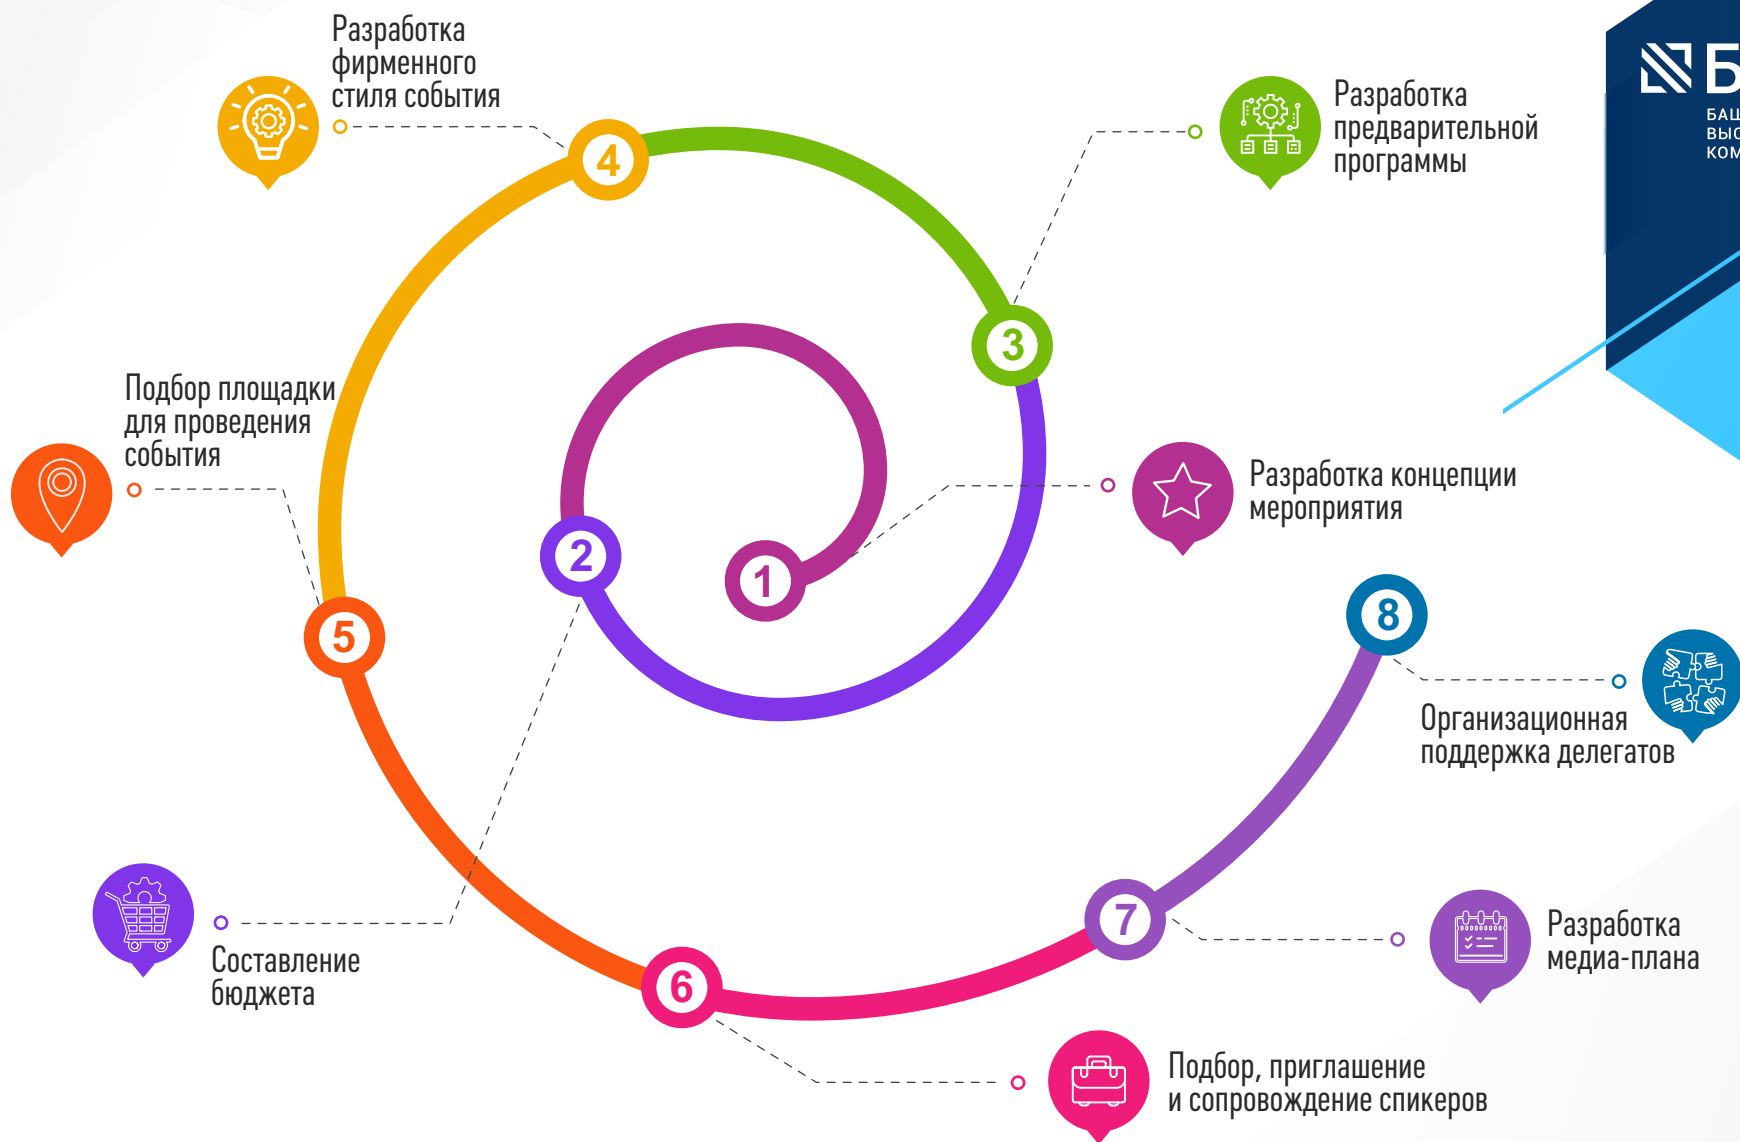 Разработка
фирменного
стиля события
4
Разработка
предварительной
программы
3
Подбор площадки
для проведения
события
5
2
1
Разработка концепции
мероприятия
8
Организационная
поддержка делегатов
Составление
бюджета
6
7
Разработка
медиа-плана
Подбор, приглашение
и сопровождение спикеров